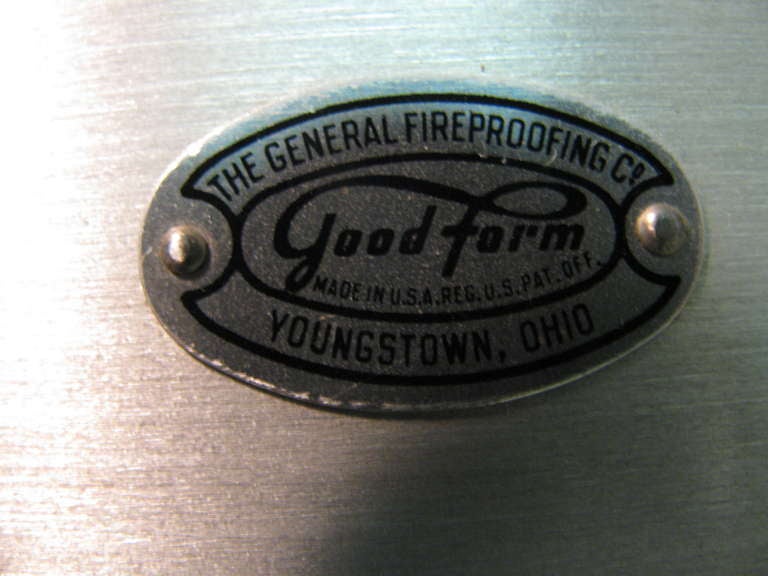 THE GENERAL FIREPROOFING Co.
Good Form
MADE IN U.S.A. REG. U.S. PAT. OFF.
YOUNGSTOWN, OHIO